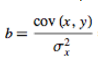 b = cov (x, y) / σ²ₓ